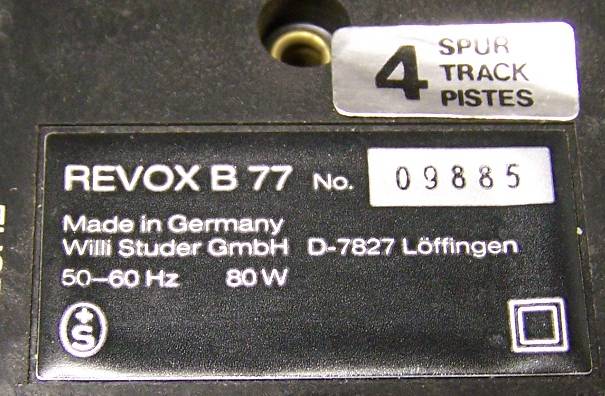 4 SPUR
TRACK
PISTES
REVOX B 77 No. 09885
Made in Germany
Willi Studer GmbH D-7827 Löffingen
50–60 Hz 80 W
+S